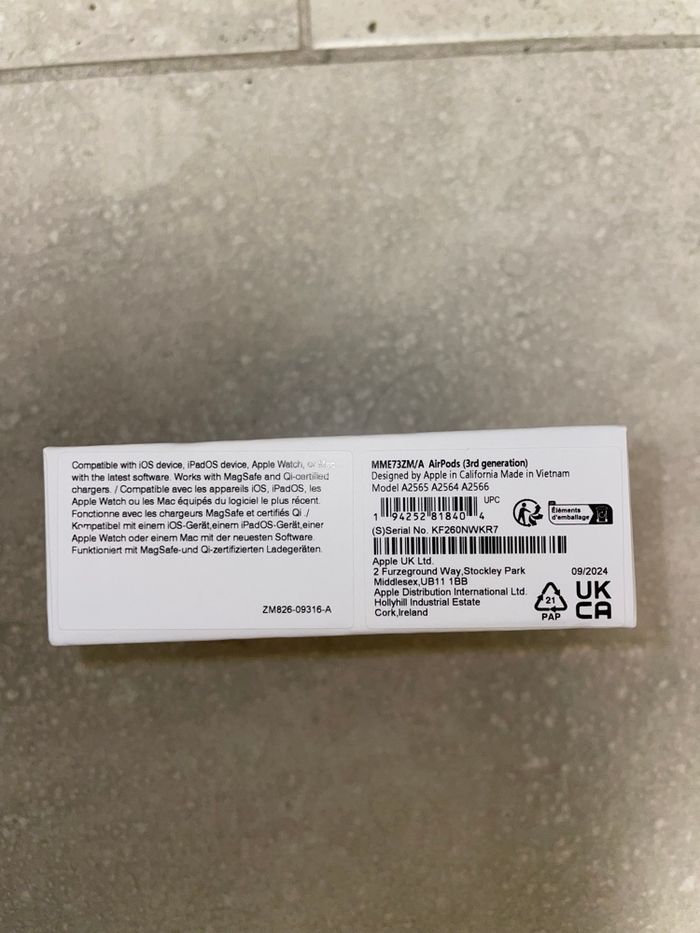 Compatible with iOS device, iPadOS device, Apple Watch, or
with the latest software. Works with MagSafe and Qi-certified
chargers. / Compatible avec les appareils iOS, iPadOS, les
Apple Watch ou les Mac équipés du logiciel le plus récent.
Fonctionne avec les chargeurs MagSafe et certifiés Qi ./
Kompatibel mit einem iOS-Gerät,einem iPadOS-Gerät,einer
Apple Watch oder einem Mac mit der neuesten Software.
Funktioniert mit MagSafe-und Qi-zertifizierten Ladegeräten.
ZM826-09316-A
MME73ZM/A AirPods (3rd generation)
Designed by Apple in California Made in Vietnam
Model A2565 A2564 A2566
UPC
1 94252 81840 4
Éléments
d'emballage
(S)Serial No. KF260NWKR7
Apple UK Ltd.
2 Furzeground Way,Stockley Park
Middlesex,UB11 1BB
Apple Distribution International Ltd.
Hollyhill Industrial Estate
Cork,Ireland
21
PAP
09/2024
UK
CA